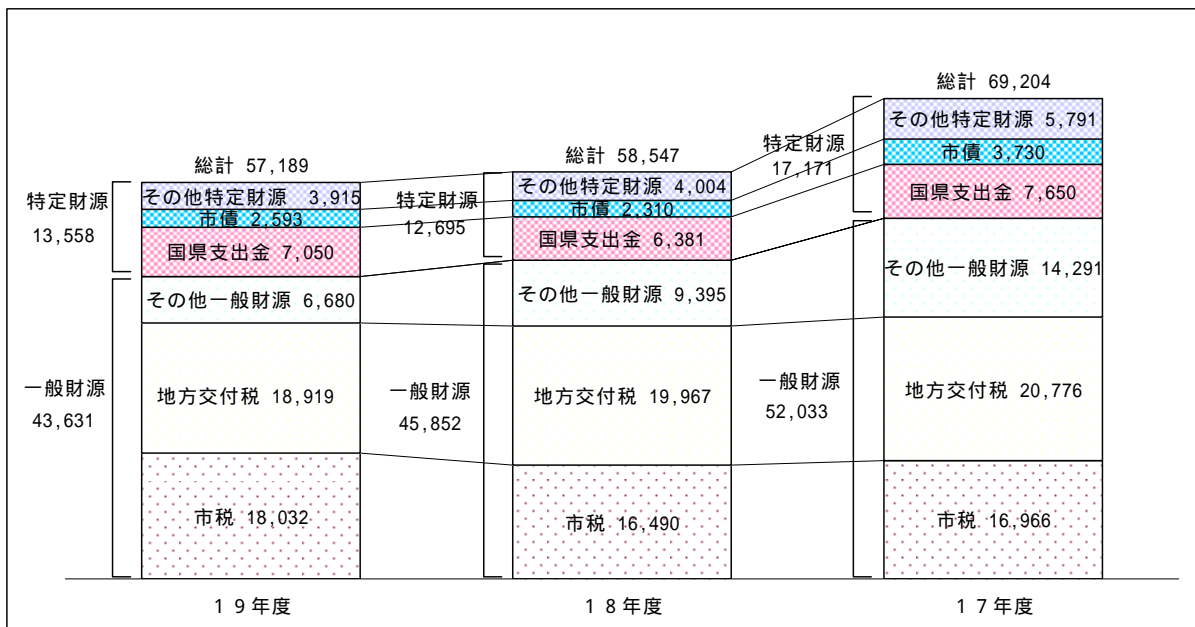 総計 57,189
特定財源
13,558
その他特定財源 3,915
市債 2,593
国県支出金 7,050
一般財源
43,631
その他一般財源 6,680
地方交付税 18,919
市税 18,032
１９年度
総計 58,547
特定財源
12,695
その他特定財源 4,004
市債 2,310
国県支出金 6,381
一般財源
45,852
その他一般財源 9,395
地方交付税 19,967
市税 16,490
１８年度
総計 69,204
特定財源
17,171
その他特定財源 5,791
市債 3,730
国県支出金 7,650
一般財源
52,033
その他一般財源 14,291
地方交付税 20,776
市税 16,966
１７年度